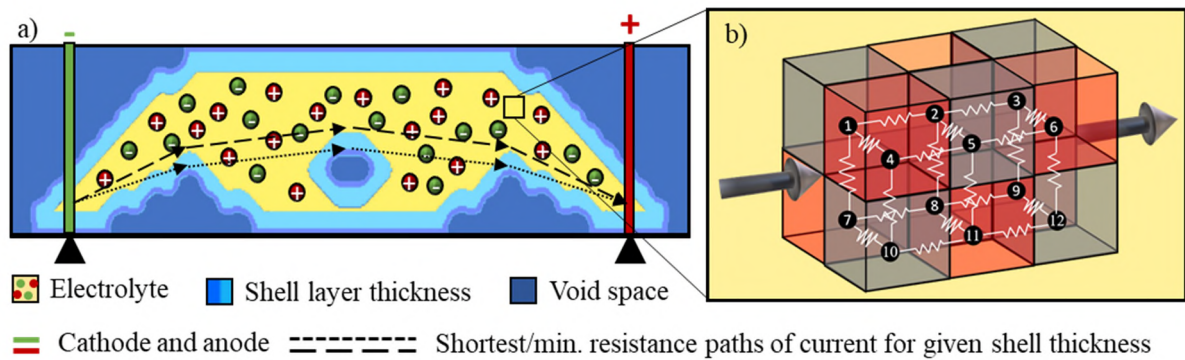 a)
-
+
b)
1
2
3
4
5
6
7
8
9
10
11
12
Electrolyte
Shell layer thickness
Void space
Cathode and anode
Shortest/min. resistance paths of current for given shell thickness